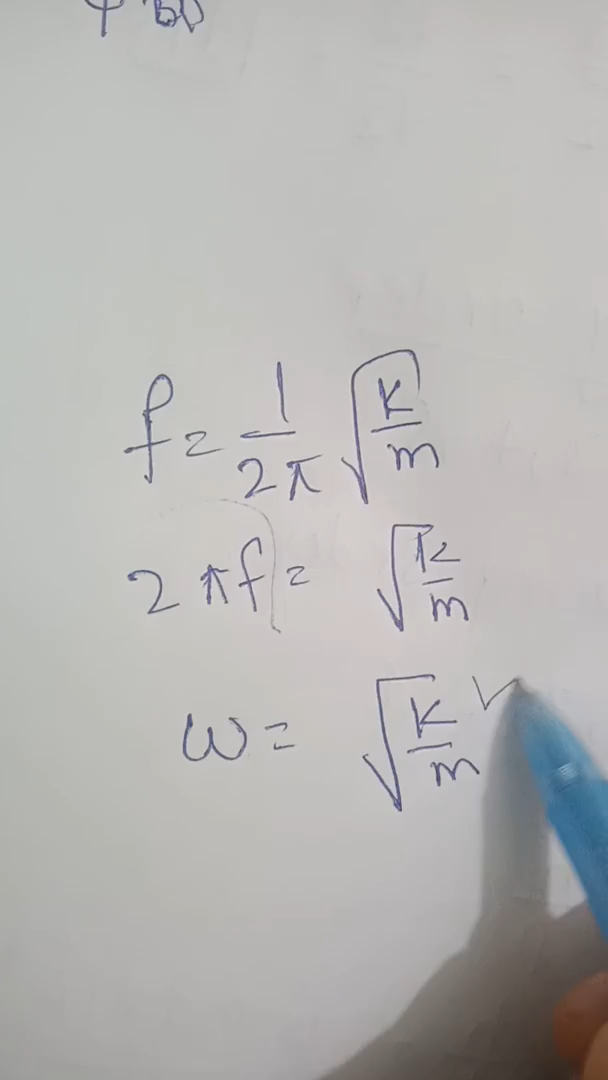 f = 1/2π √K/m
2πf = √K/m
ω = √K/m ✓